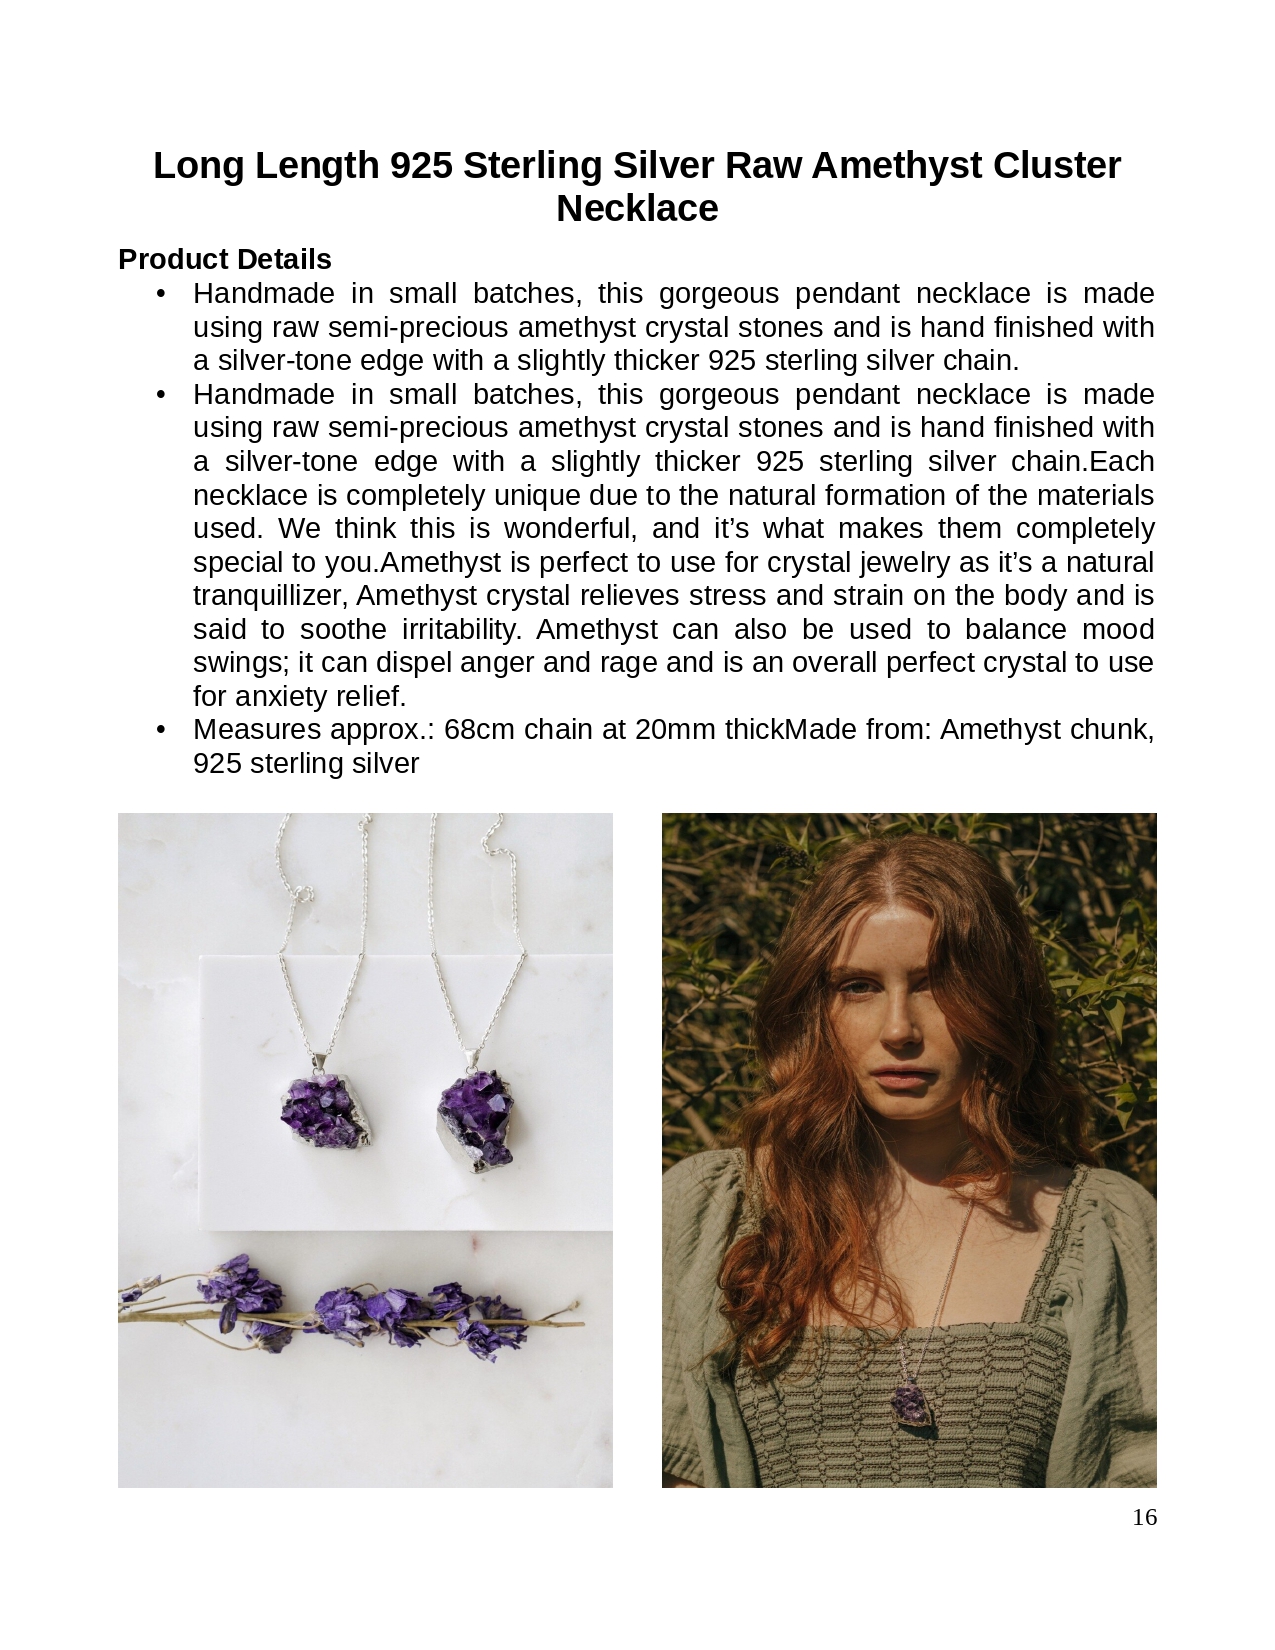 Long Length 925 Sterling Silver Raw Amethyst Cluster
Necklace
Product Details
• Handmade in small batches, this gorgeous pendant necklace is made
using raw semi-precious amethyst crystal stones and is hand finished with
a silver-tone edge with a slightly thicker 925 sterling silver chain.
• Handmade in small batches, this gorgeous pendant necklace is made
using raw semi-precious amethyst crystal stones and is hand finished with
a silver-tone edge with a slightly thicker 925 sterling silver chain.Each
necklace is completely unique due to the natural formation of the materials
used. We think this is wonderful, and it’s what makes them completely
special to you.Amethyst is perfect to use for crystal jewelry as it’s a natural
tranquillizer, Amethyst crystal relieves stress and strain on the body and is
said to soothe irritability. Amethyst can also be used to balance mood
swings; it can dispel anger and rage and is an overall perfect crystal to use
for anxiety relief.
• Measures approx.: 68cm chain at 20mm thickMade from: Amethyst chunk,
925 sterling silver
16